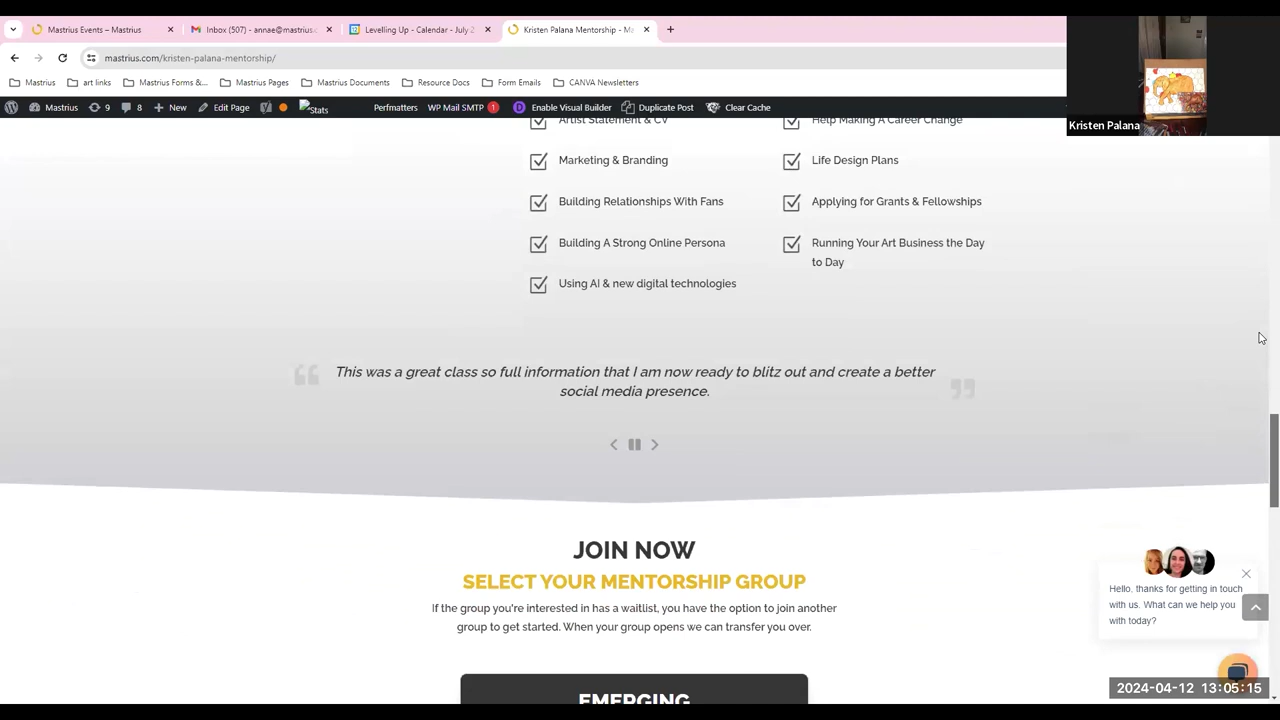 Mastrius Events – Mastrius
Inbox (507) - annae@mastrius.c
Levelling Up - Calendar - July 2
Kristen Palana Mentorship - Ma
mastrius.com/kristen-palana-mentorship/
Mastrius
art links
Mastrius Forms &...
Mastrius Pages
Mastrius Documents
Resource Docs
Form Emails
CANVA Newsletters
Mastrius
9
8
New
Edit Page
Stats
Perfmatters
WP Mail SMTP 1
Enable Visual Builder
Duplicate Post
Clear Cache
Kristen Palana
Artist Statement & CV
Help Making A Career Change
Marketing & Branding
Life Design Plans
Building Relationships With Fans
Applying for Grants & Fellowships
Building A Strong Online Persona
Running Your Art Business the Day
to Day
Using AI & new digital technologies
This was a great class so full information that I am now ready to blitz out and create a better
social media presence.
JOIN NOW
SELECT YOUR MENTORSHIP GROUP
If the group you're interested in has a waitlist, you have the option to join another
group to get started. When your group opens we can transfer you over.
EMERGING
Hello, thanks for getting in touch
with us. What can we help you
with today?
2024-04-12 13:05:15